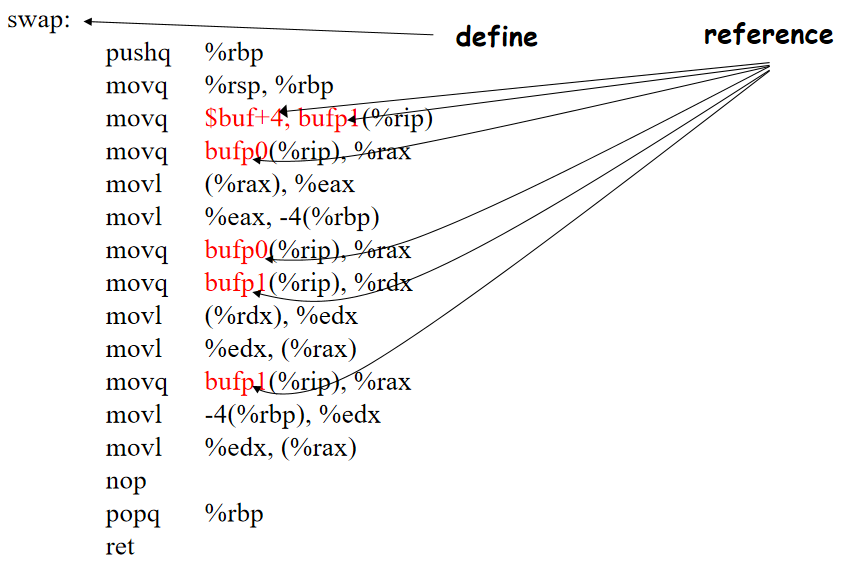 swap:
define
reference
pushq %rbp
movq %rsp, %rbp
movq $buf+4, bufp1(%rip)
movq bufp0(%rip), %rax
movl (%rax), %eax
movl %eax, -4(%rbp)
movq bufp0(%rip), %rax
movq bufp1(%rip), %rdx
movl (%rdx), %edx
movl %edx, (%rax)
movq bufp1(%rip), %rax
movl -4(%rbp), %edx
movl %edx, (%rax)
nop
popq %rbp
ret